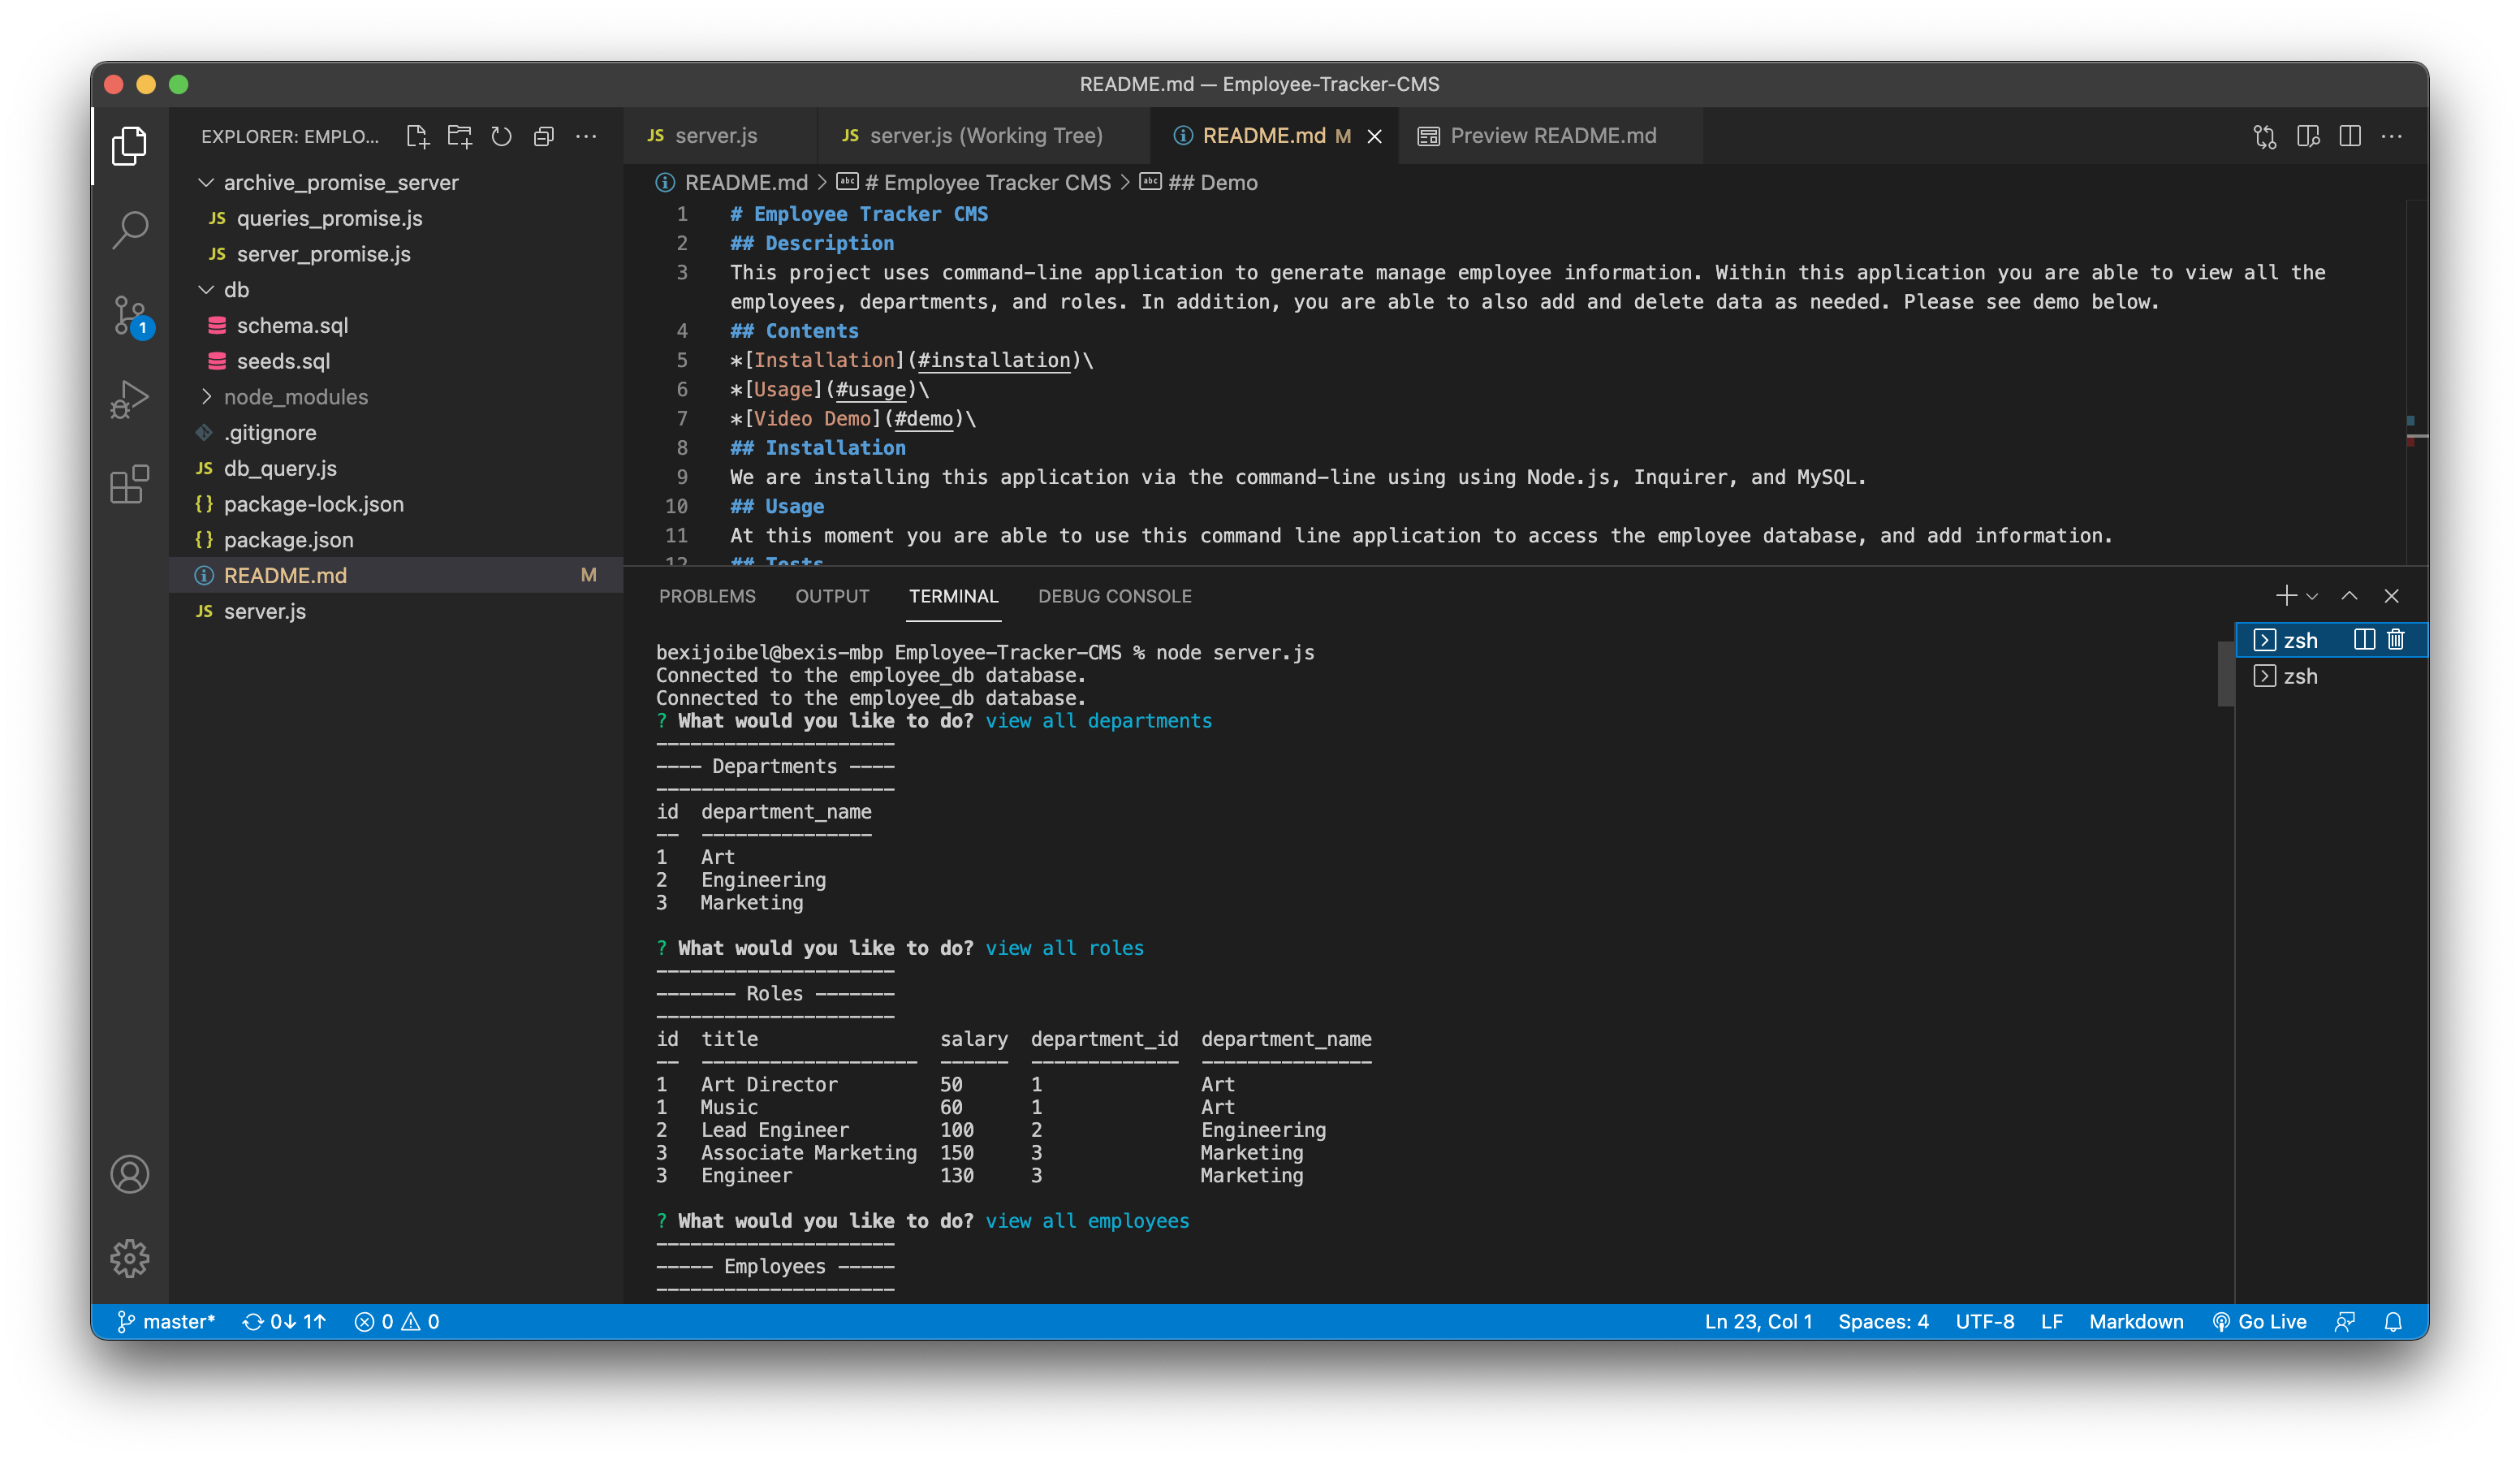 README.md — Employee-Tracker-CMS
EXPLORER: EMPLO...
JS server.js
JS server.js (Working Tree)
README.md M
Preview README.md
archive_promise_server
JS queries_promise.js
JS server_promise.js
db
schema.sql
seeds.sql
node_modules
.gitignore
JS db_query.js
{} package-lock.json
{} package.json
README.md M
JS server.js
1
README.md > abc # Employee Tracker CMS > abc ## Demo
1 # Employee Tracker CMS
2 ## Description
3 This project uses command-line application to generate manage employee information. Within this application you are able to view all the
employees, departments, and roles. In addition, you are able to also add and delete data as needed. Please see demo below.
4 ## Contents
5 *[Installation](#installation)\
6 *[Usage](#usage)\
7 *[Video Demo](#demo)\
8 ## Installation
9 We are installing this application via the command-line using using Node.js, Inquirer, and MySQL.
10 ## Usage
11 At this moment you are able to use this command line application to access the employee database, and add information.
12 ## Tests
PROBLEMS OUTPUT TERMINAL DEBUG CONSOLE
zsh
zsh
bexijoibel@bexis-mbp Employee-Tracker-CMS % node server.js
Connected to the employee_db database.
Connected to the employee_db database.
? What would you like to do? view all departments
---------------------
---- Departments ----
---------------------
id department_name
-- ---------------
1 Art
2 Engineering
3 Marketing
? What would you like to do? view all roles
---------------------
------- Roles -------
---------------------
id title salary department_id department_name
-- ------------------- ------ ------------- ---------------
1 Art Director 50 1 Art
1 Music 60 1 Art
2 Lead Engineer 100 2 Engineering
3 Associate Marketing 150 3 Marketing
3 Engineer 130 3 Marketing
? What would you like to do? view all employees
---------------------
----- Employees -----
---------------------
master* 0↓ 1↑ 0 0
Ln 23, Col 1 Spaces: 4 UTF-8 LF Markdown Go Live